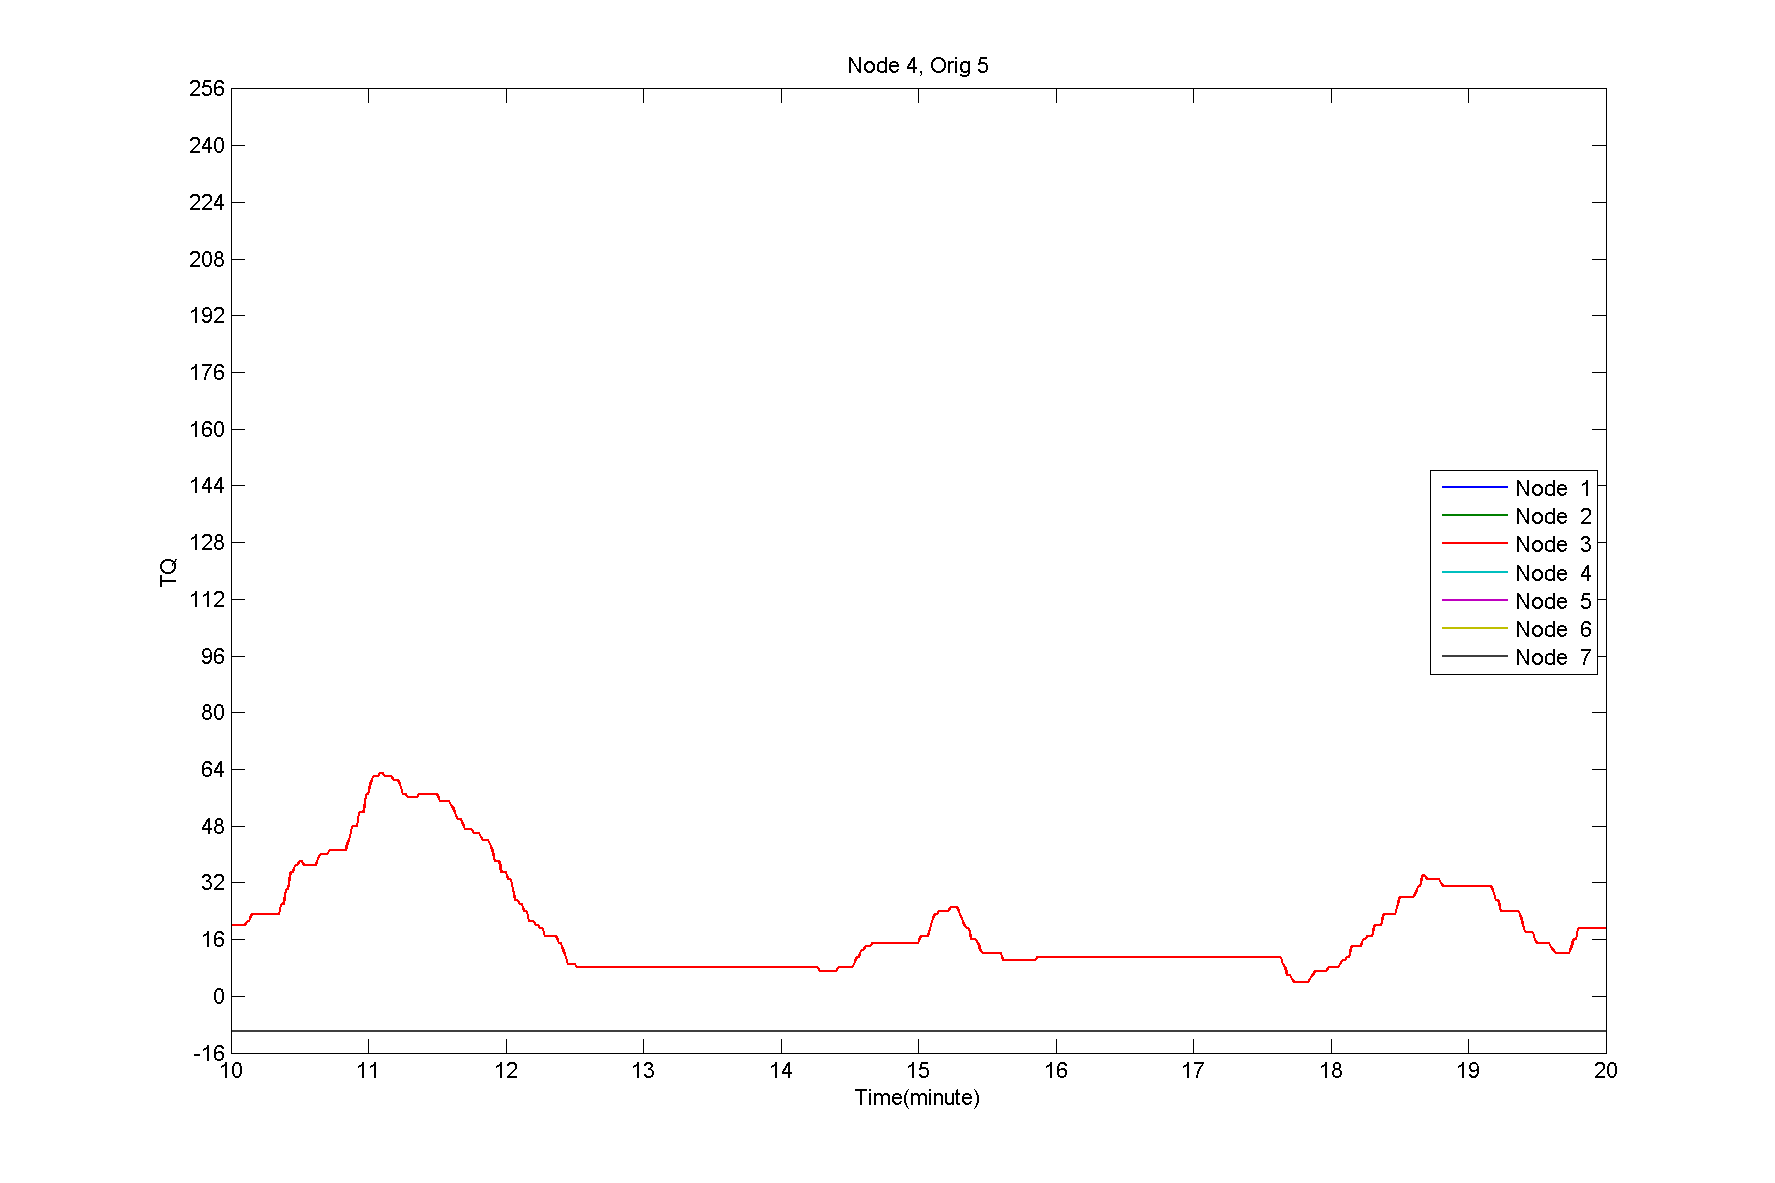 Node 4, Orig 5
256
240
224
208
192
176
160
144
128
112
96
80
64
48
32
16
0
-16
TQ
Node 1
Node 2
Node 3
Node 4
Node 5
Node 6
Node 7
10 11 12 13 14 15 16 17 18 19 20
Time(minute)